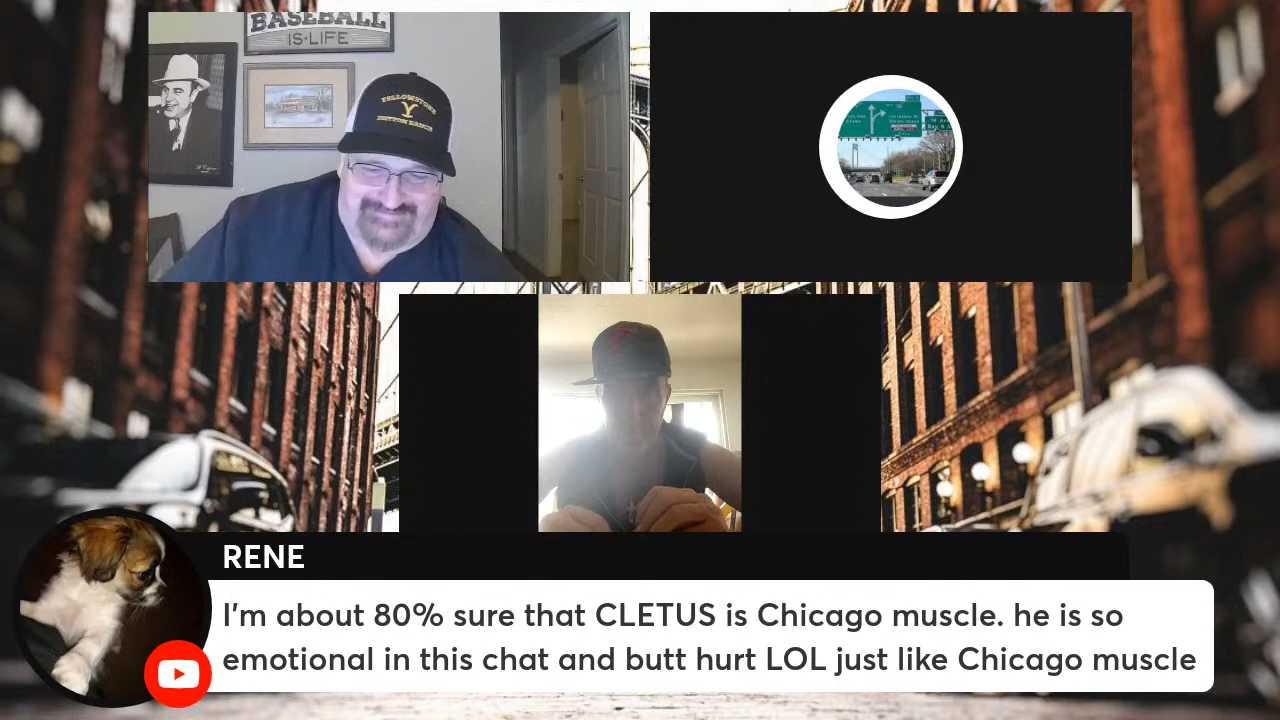 BASEBALL
IS·LIFE
YELLOWSTONE
Y
DUTTON RANCH
RENE
I'm about 80% sure that CLETUS is Chicago muscle. he is so
emotional in this chat and butt hurt LOL just like Chicago muscle